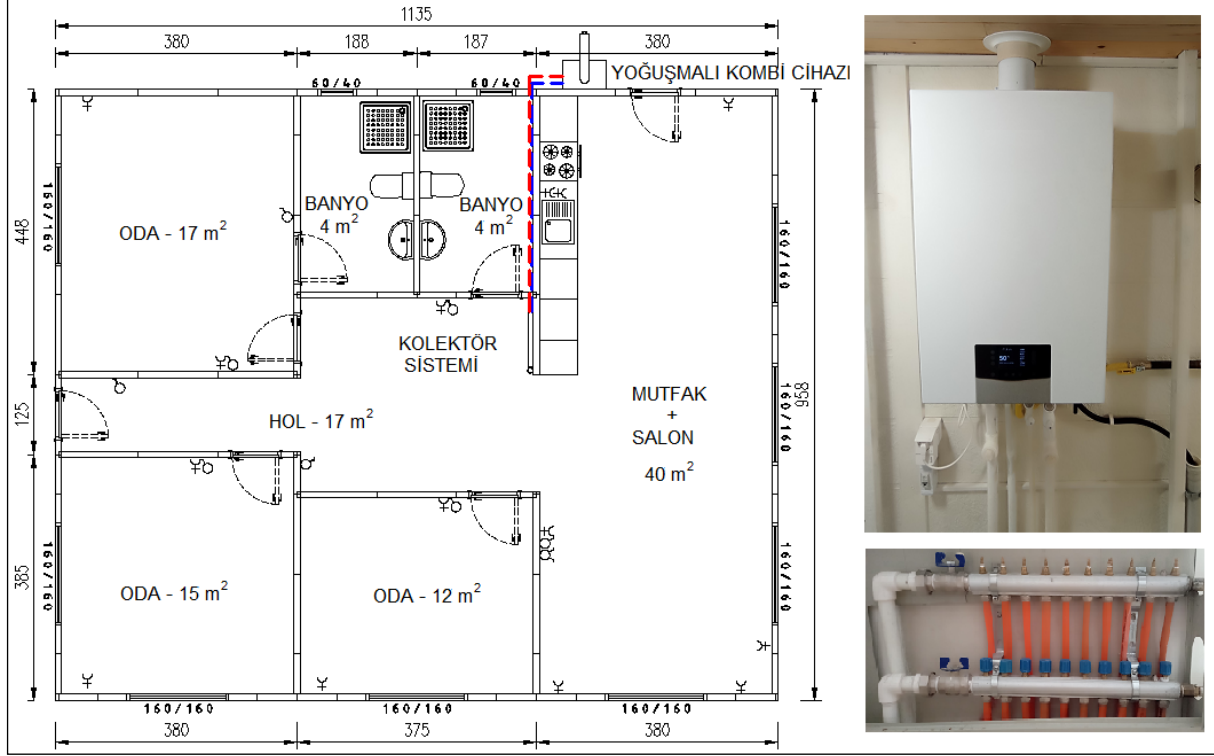 1135
380
188
187
380
60/40
60/40
YOĞUŞMALI KOMBİ CİHAZI
448
125
385
958
160/160
160/160
160/160
160/160
160/160
ODA - 17 m²
BANYO
4 m²
BANYO
4 m²
KOLEKTÖR
SİSTEMİ
HOL - 17 m²
MUTFAK
+
SALON
40 m²
ODA - 15 m²
ODA - 12 m²
160/160
160/160
160/160
380
375
380
50°